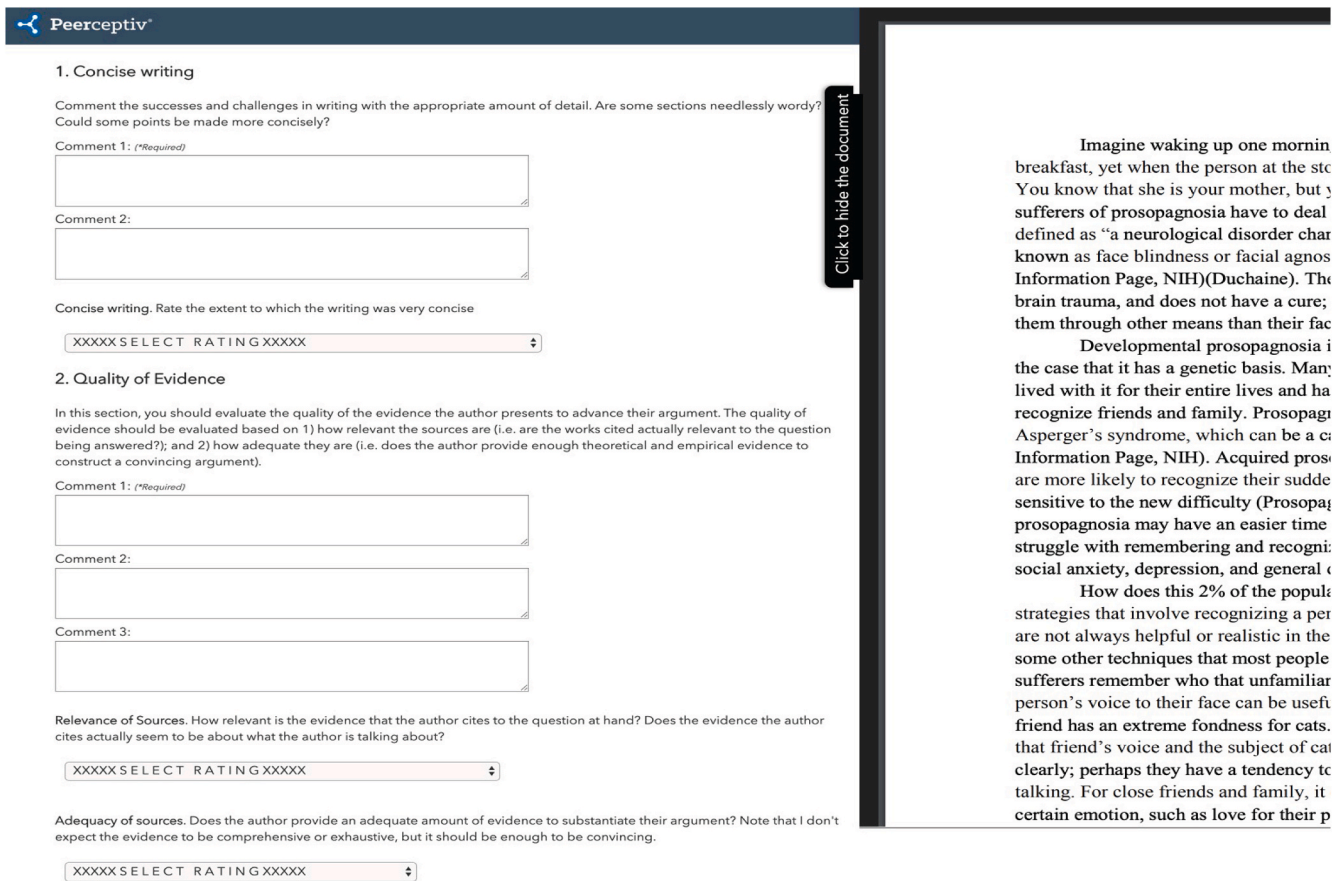 Peerceptiv®
1. Concise writing
Comment the successes and challenges in writing with the appropriate amount of detail. Are some sections needlessly wordy?
Could some points be made more concisely?
Comment 1: (*Required)
Comment 2:
Concise writing. Rate the extent to which the writing was very concise
XXXXX SELECT RATING XXXXX
2. Quality of Evidence
In this section, you should evaluate the quality of the evidence the author presents to advance their argument. The quality of
evidence should be evaluated based on 1) how relevant the sources are (i.e. are the works cited actually relevant to the question
being answered?); and 2) how adequate they are (i.e. does the author provide enough theoretical and empirical evidence to
construct a convincing argument).
Comment 1: (*Required)
Comment 2:
Comment 3:
Relevance of Sources. How relevant is the evidence that the author cites to the question at hand? Does the evidence the author
cites actually seem to be about what the author is talking about?
XXXXX SELECT RATING XXXXX
Adequacy of sources. Does the author provide an adequate amount of evidence to substantiate their argument? Note that I don't
expect the evidence to be comprehensive or exhaustive, but it should be enough to be convincing.
XXXXX SELECT RATING XXXXX
Click to hide the document
Imagine waking up one mornin
breakfast, yet when the person at the sto
You know that she is your mother, but y
sufferers of prosopagnosia have to deal
defined as “a neurological disorder char
known as face blindness or facial agnos
Information Page, NIH)(Duchaine). The
brain trauma, and does not have a cure;
them through other means than their fac
Developmental prosopagnosia i
the case that it has a genetic basis. Many
lived with it for their entire lives and ha
recognize friends and family. Prosopagn
Asperger’s syndrome, which can be a ca
Information Page, NIH). Acquired proso
are more likely to recognize their sudde
sensitive to the new difficulty (Prosopag
prosopagnosia may have an easier time
struggle with remembering and recogniz
social anxiety, depression, and general
How does this 2% of the popula
strategies that involve recognizing a per
are not always helpful or realistic in the
some other techniques that most people
sufferers remember who that unfamiliar
person’s voice to their face can be usefu
friend has an extreme fondness for cats.
that friend’s voice and the subject of cat
clearly; perhaps they have a tendency to
talking. For close friends and family, it
certain emotion, such as love for their p